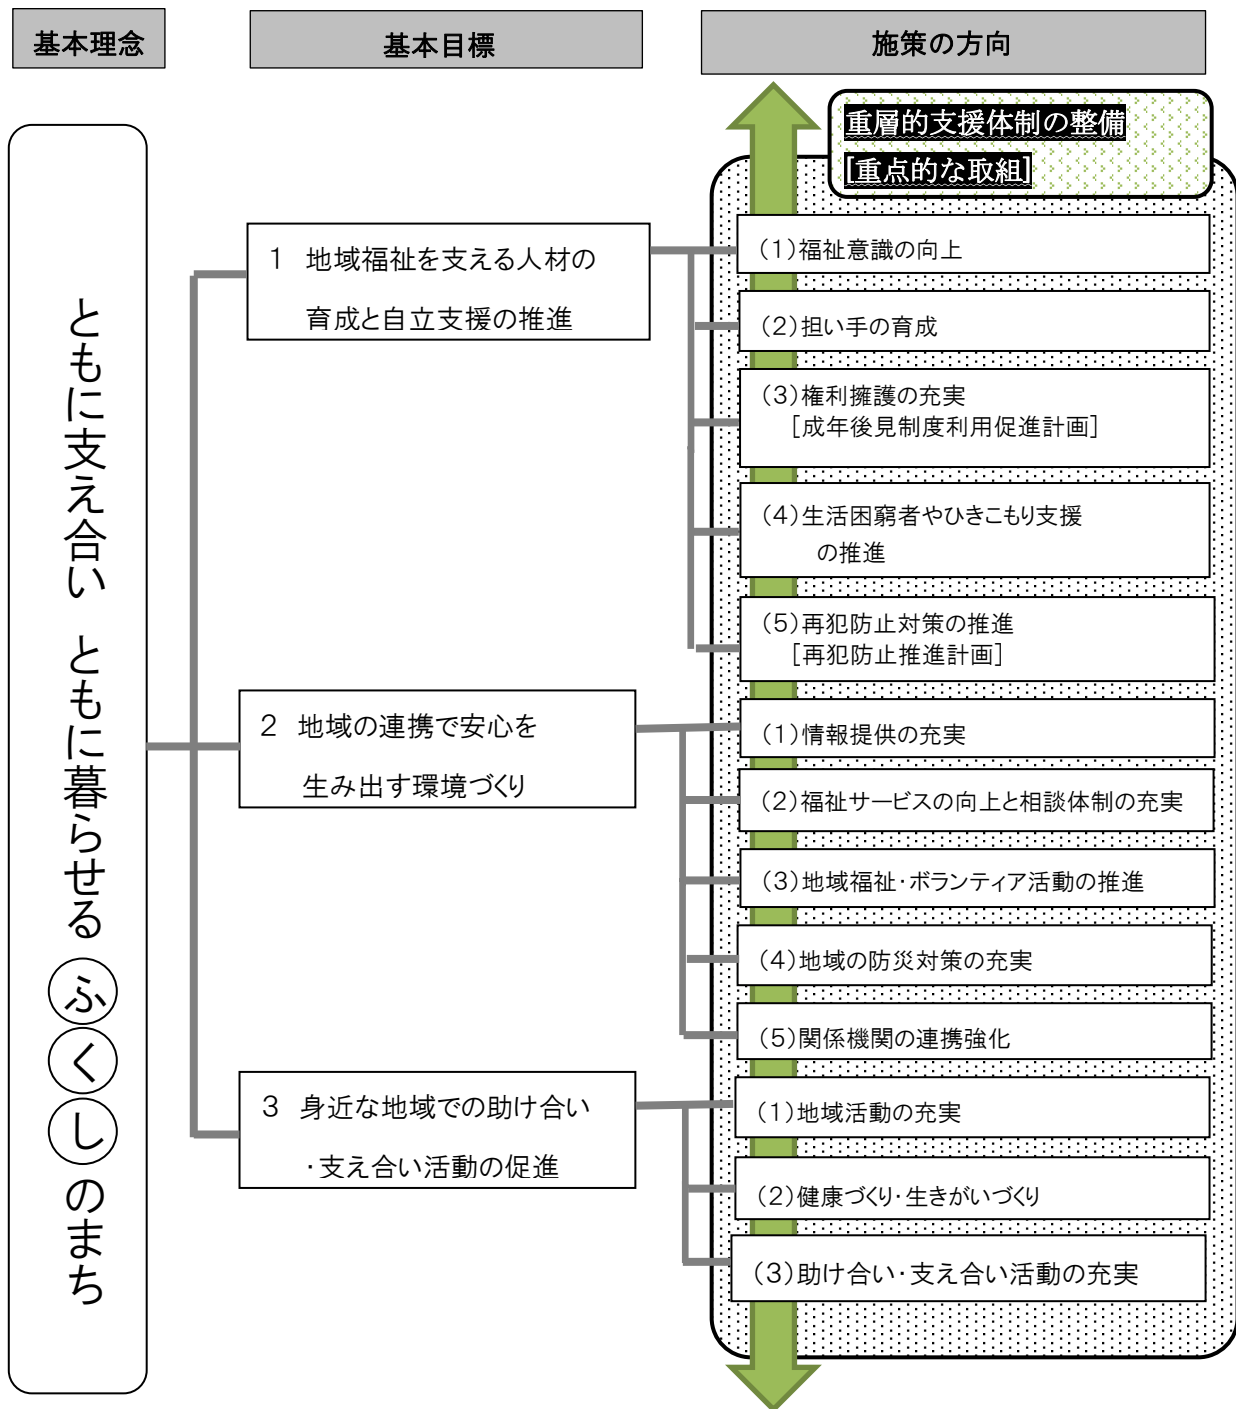 基本理念
基本目標
施策の方向
重層的支援体制の整備
[重点的な取組]
ともに支え合い ともに暮らせる ふくし のまち
1 地域福祉を支える人材の
育成と自立支援の推進
(1)福祉意識の向上
(2)担い手の育成
(3)権利擁護の充実
[成年後見制度利用促進計画]
(4)生活困窮者やひきこもり支援
の推進
(5)再犯防止対策の推進
[再犯防止推進計画]
2 地域の連携で安心を
生み出す環境づくり
(1)情報提供の充実
(2)福祉サービスの向上と相談体制の充実
(3)地域福祉・ボランティア活動の推進
(4)地域の防災対策の充実
(5)関係機関の連携強化
3 身近な地域での助け合い
・支え合い活動の促進
(1)地域活動の充実
(2)健康づくり・生きがいづくり
(3)助け合い・支え合い活動の充実